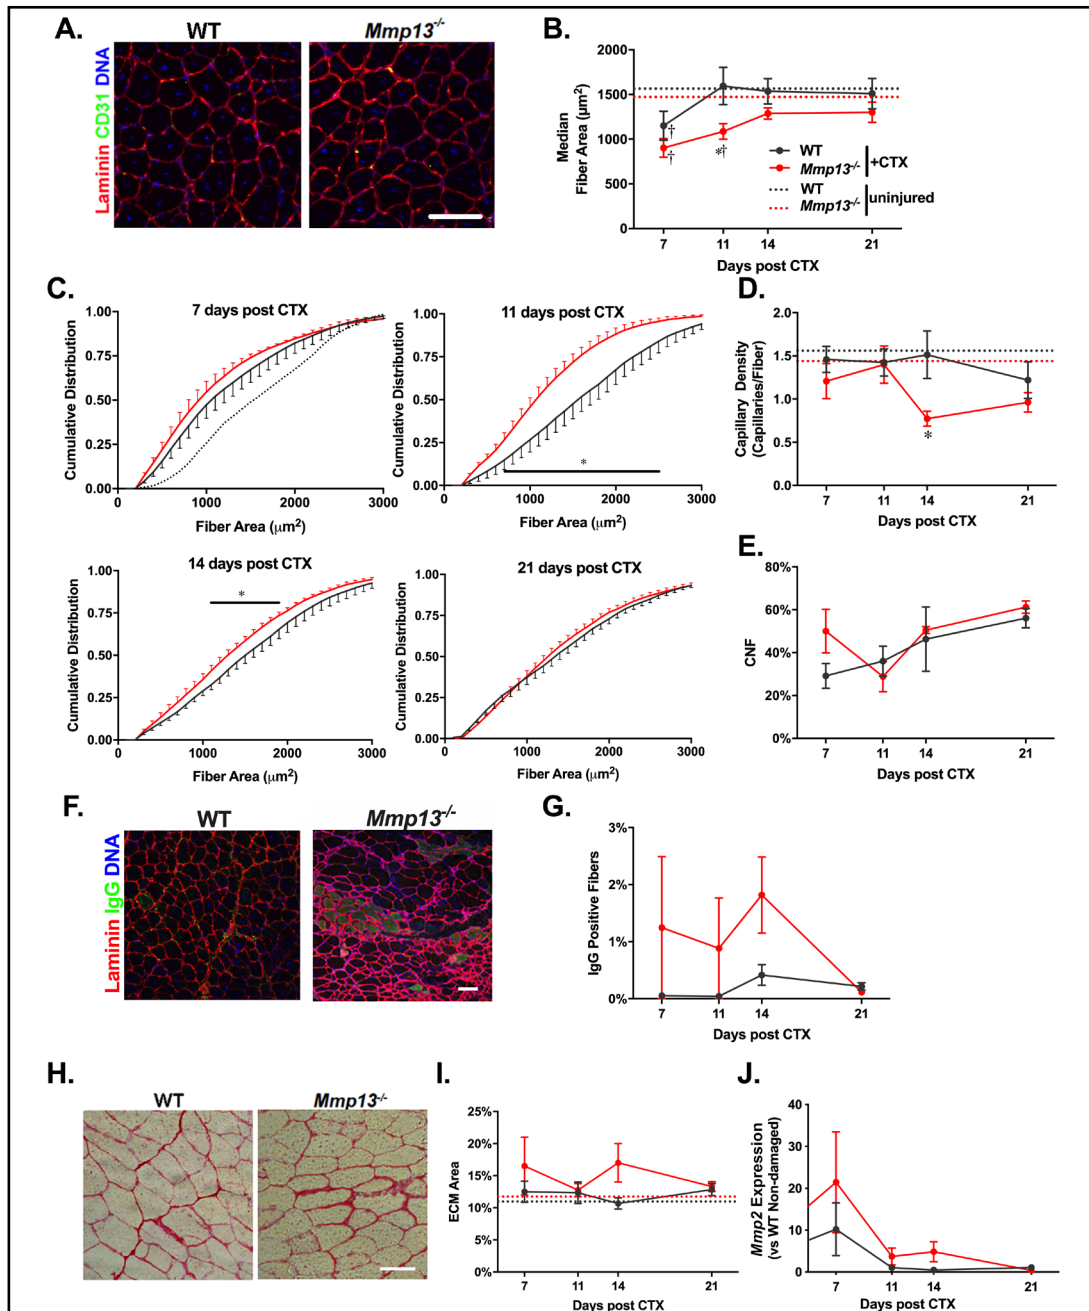 A.
WT
Mmp13-/-
Laminin CD31 DNA
B.
Median
Fiber Area (μm²)
2000
1500
1000
500
0
†
†
*†
WT
Mmp13-/-
+CTX
WT
Mmp13-/-
uninjured
7
11
14
21
Days post CTX
C.
7 days post CTX
Cumulative Distribution
1.00
0.75
0.50
0.25
0.00
0
1000
2000
3000
Fiber Area (μm²)
11 days post CTX
Cumulative Distribution
1.00
0.75
0.50
0.25
0.00
*
0
1000
2000
3000
Fiber Area (μm²)
14 days post CTX
Cumulative Distribution
1.00
0.75
0.50
0.25
0.00
*
0
1000
2000
3000
Fiber Area (μm²)
21 days post CTX
Cumulative Distribution
1.00
0.75
0.50
0.25
0.00
0
1000
2000
3000
Fiber Area (μm²)
D.
Capillary Density
(Capillaries/Fiber)
2.0
1.5
1.0
0.5
0.0
*
7
11
14
21
Days post CTX
E.
CNF
80%
60%
40%
20%
0%
7
11
14
21
Days post CTX
F.
WT
Mmp13-/-
Laminin IgG DNA
G.
IgG Positive Fibers
3%
2%
1%
0%
7
11
14
21
Days post CTX
H.
WT
Mmp13-/-
I.
ECM Area
25%
20%
15%
10%
5%
0%
7
11
14
21
Days post CTX
J.
Mmp2 Expression
(vs WT Non-damaged)
40
30
20
10
0
7
11
14
21
Days post CTX